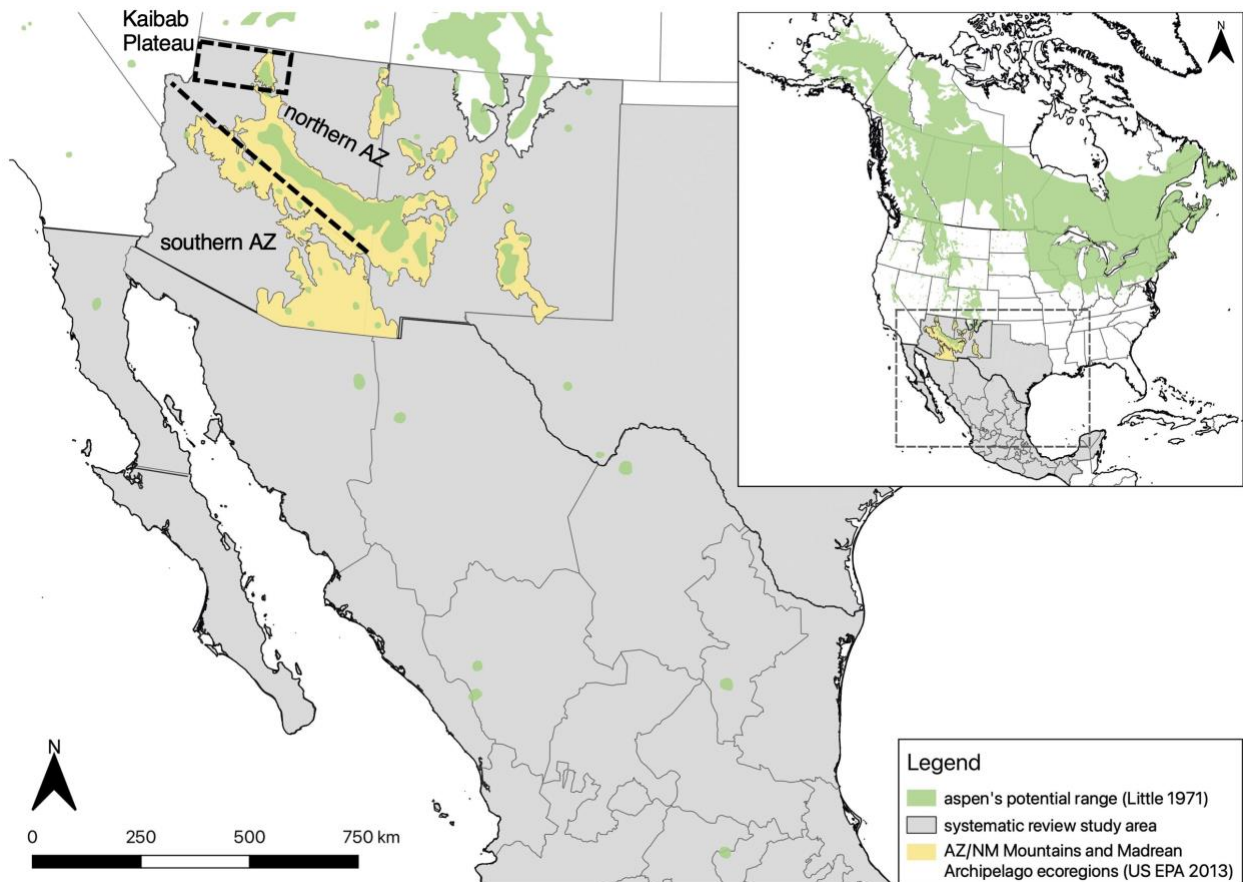 Kaibab
Plateau
northern AZ
southern AZ
N
N
0 250 500 750 km
Legend
aspen's potential range (Little 1971)
systematic review study area
AZ/NM Mountains and Madrean
Archipelago ecoregions (US EPA 2013)